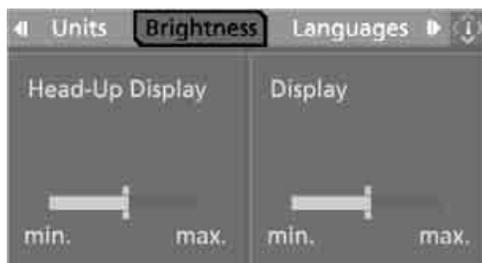 Units Brightness Languages
Head-Up Display Display
min. max. min. max.